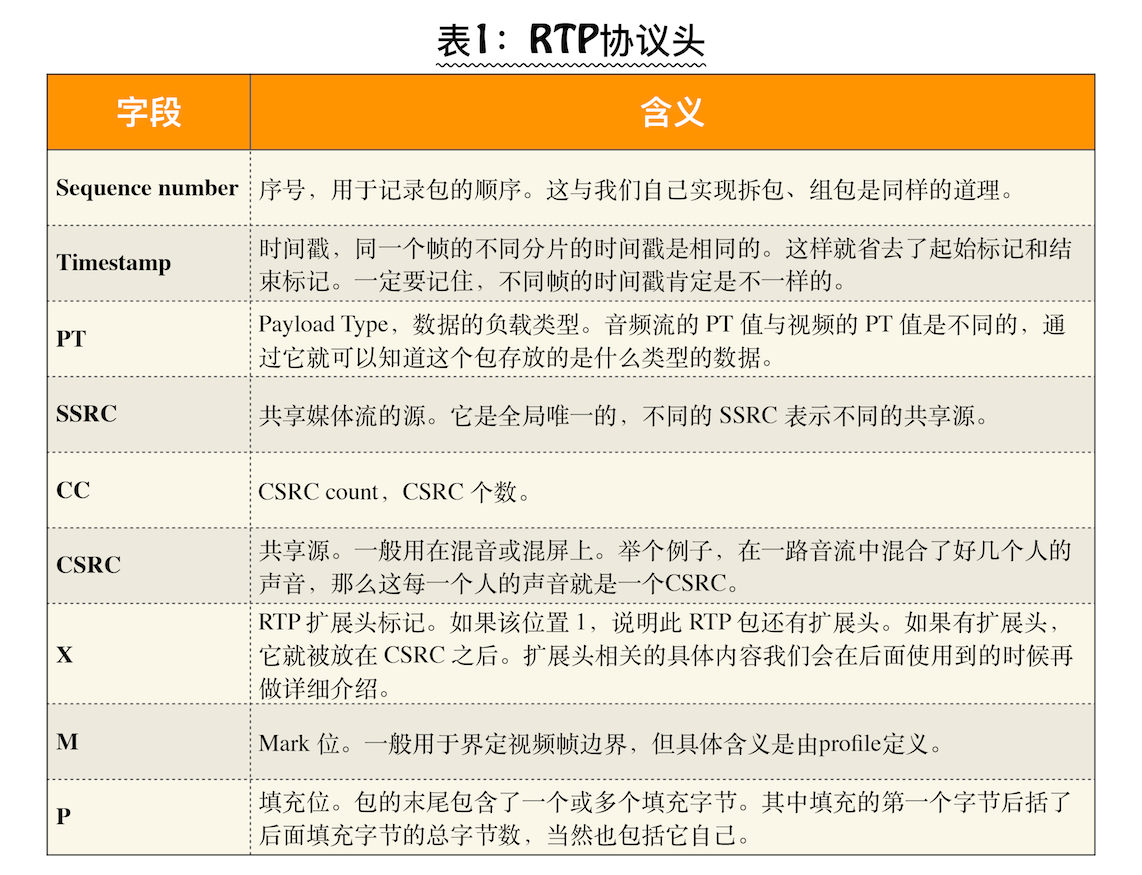 表1：RTP协议头
字段 含义
Sequence number 序号，用于记录包的顺序。这与我们自己实现拆包、组包是同样的道理。
Timestamp
时间戳，同一个帧的不同分片的时间戳是相同的。这样就省去了起始标记和结
束标记。一定要记住，不同帧的时间戳肯定是不一样的。
PT
Payload Type，数据的负载类型。音频流的 PT 值与视频的 PT 值是不同的，通
过它就可以知道这个包存放的是什么类型的数据。
SSRC 共享媒体流的源。它是全局唯一的，不同的 SSRC 表示不同的共享源。
CC CSRC count，CSRC 个数。
CSRC
共享源。一般用在混音或混屏上。举个例子，在一路音流中混合了好几个人的
声音，那么这每一个人的声音就是一个CSRC。
X
RTP 扩展头标记。如果该位置 1，说明此 RTP 包还有扩展头。如果有扩展头，
它就被放在 CSRC 之后。扩展头相关的具体内容我们会在后面使用到的时候再
做详细介绍。
M Mark 位。一般用于界定视频帧边界，但具体含义是由profile定义。
P
填充位。包的末尾包含了一个或多个填充字节。其中填充的第一个字节后括了
后面填充字节的总字节数，当然也包括它自己。